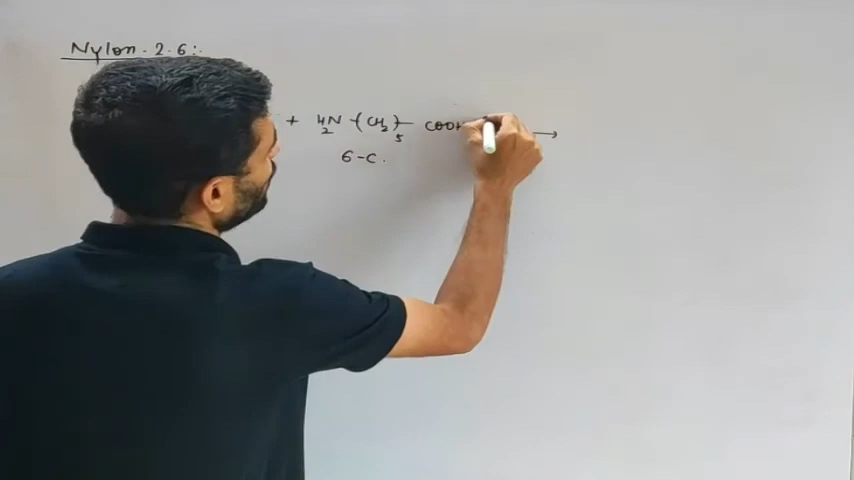 Nylon-2-6:-
+ H2N-(CH2)5-COOH →
6-C.